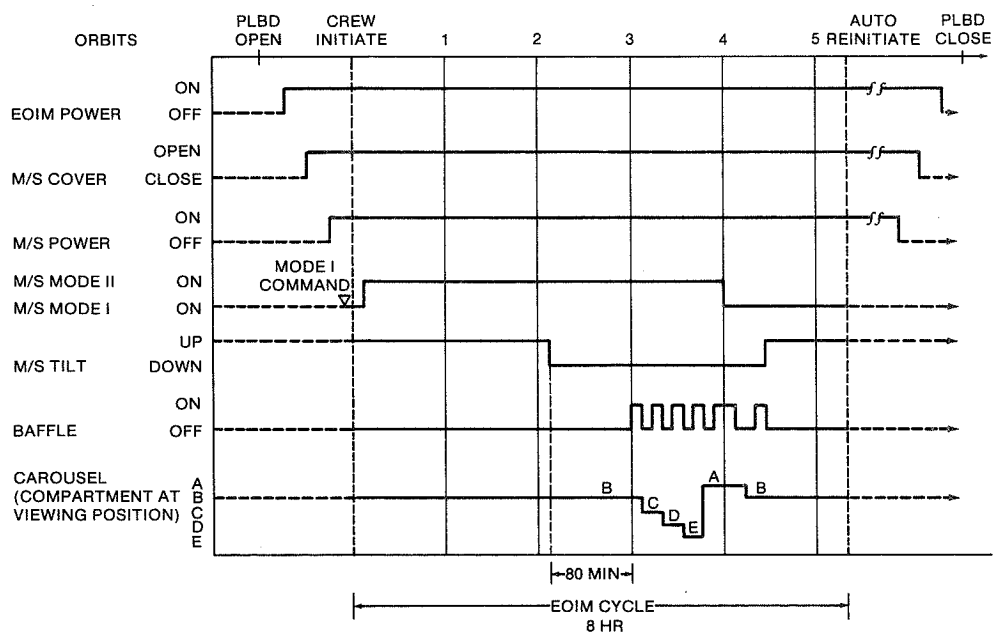 ORBITS
PLBD OPEN
CREW INITIATE
1
2
3
4
5
AUTO REINITIATE
PLBD CLOSE
EOIM POWER
ON
OFF
M/S COVER
OPEN
CLOSE
M/S POWER
ON
OFF
MODE I COMMAND
M/S MODE II ON
M/S MODE I ON
M/S TILT
UP
DOWN
BAFFLE
ON
OFF
CAROUSEL
(COMPARTMENT AT
VIEWING POSITION)
A
B
C
D
E
B
C
D
E
A
B
80 MIN
EOIM CYCLE
8 HR